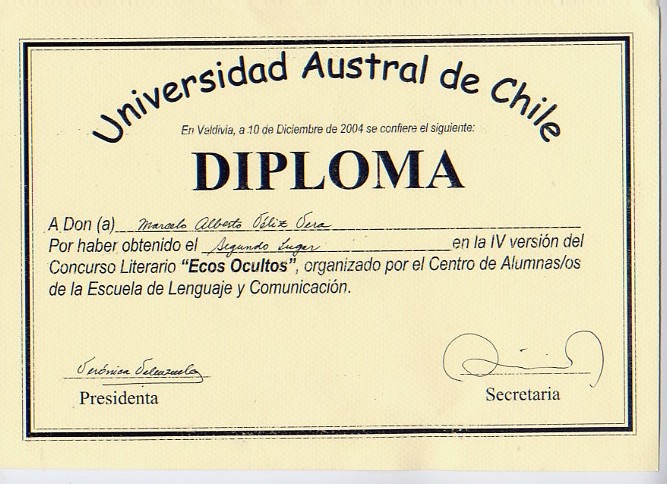 Universidad Austral de Chile
En Valdivia, a 10 de Diciembre de 2004 se confiere el siguiente:
DIPLOMA
A Don (a) Marcelo Alberto Véliz Vera
Por haber obtenido el Segundo Lugar en la IV versión del
Concurso Literario "Ecos Ocultos", organizado por el Centro de Alumnas/os
de la Escuela de Lenguaje y Comunicación.
Verónica Valenzuela
Presidenta
Secretaria